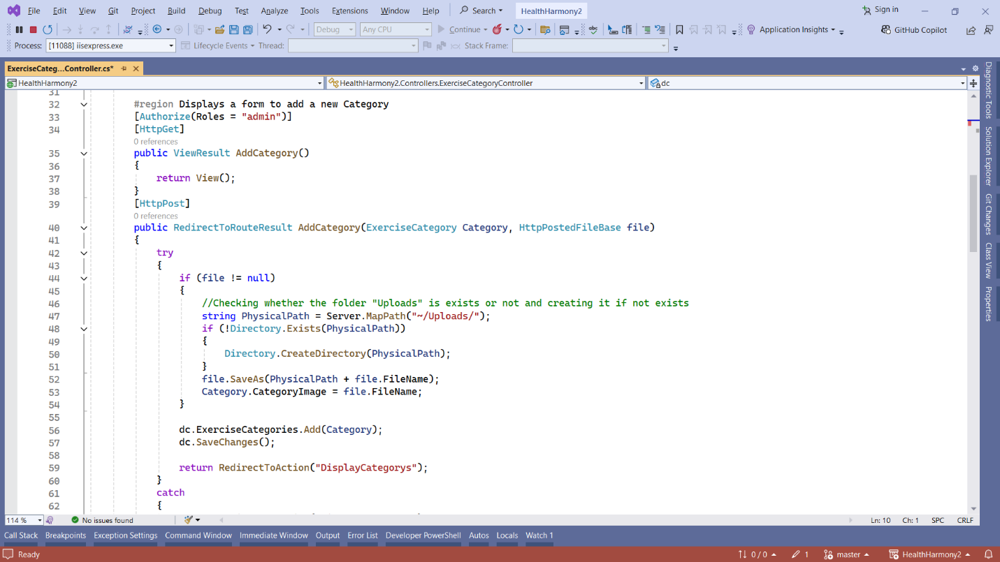 File Edit View Git Project Build Debug Test Analyze Tools Extensions Window Help Search HealthHarmony2 Sign in
Debug Any CPU Continue Application Insights GitHub Copilot
Process: [11088] iisexpress.exe Lifecycle Events Thread: Stack Frame:
ExerciseCateg...Controller.cs*
HealthHarmony2 HealthHarmony2.Controllers.ExerciseCategoryController dc
31
32 #region Displays a form to add a new Category
33 [Authorize(Roles = "admin")]
34 [HttpGet]
0 references
35 public ViewResult AddCategory()
36 {
37 return View();
38 }
39 [HttpPost]
0 references
40 public RedirectToRouteResult AddCategory(ExerciseCategory Category, HttpPostedFileBase file)
41 {
42 try
43 {
44 if (file != null)
45 {
46 //Checking whether the folder "Uploads" is exists or not and creating it if not exists
47 string PhysicalPath = Server.MapPath("~/Uploads/");
48 if (!Directory.Exists(PhysicalPath))
49 {
50 Directory.CreateDirectory(PhysicalPath);
51 }
52 file.SaveAs(PhysicalPath + file.FileName);
53 Category.CategoryImage = file.FileName;
54 }
55
56 dc.ExerciseCategories.Add(Category);
57 dc.SaveChanges();
58
59 return RedirectToAction("DisplayCategorys");
60 }
61 catch
62 {
Diagnostic Tools
Solution Explorer
Git Changes
Class View
Properties
114 % No issues found Ln: 10 Ch: 1 SPC CRLF
Call Stack Breakpoints Exception Settings Command Window Immediate Window Output Error List Developer PowerShell Autos Locals Watch 1
Ready 0 / 0 1 master HealthHarmony2